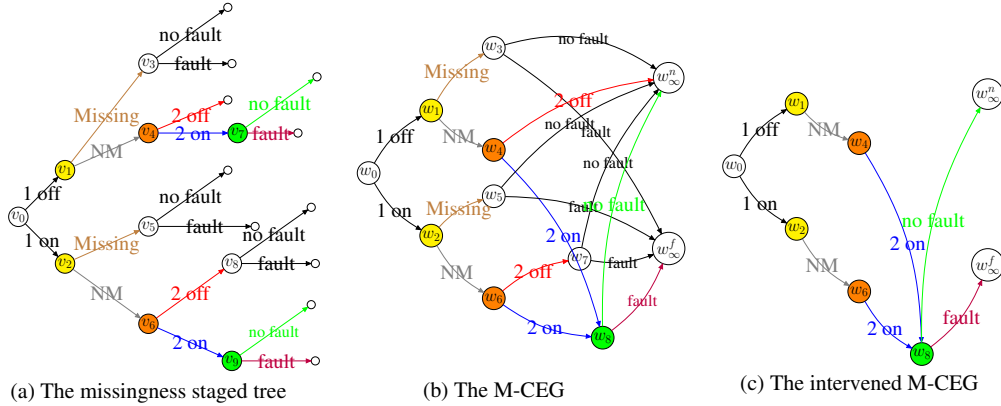 v3
no fault
fault
Missing
2 off
no fault
v4
2 on
v7
fault
NM
v1
1 off
v0
1 on
v2
Missing
v5
no fault
fault
NM
v8
no fault
fault
2 off
v6
2 on
no fault
v9
fault
(a) The missingness staged tree
w3
no fault
w∞^n
Missing
w1
2 off
NM
w4
no fault
fault
1 off
w0
no fault
1 on
Missing
w5
fault
no fault
w2
2 on
w∞^f
NM
w7
fault
2 off
w6
fault
2 on
w8
(b) The M-CEG
w∞^n
w1
1 off
NM
w4
w0
1 on
w2
no fault
2 on
w∞^f
NM
w6
fault
2 on
w8
(c) The intervened M-CEG